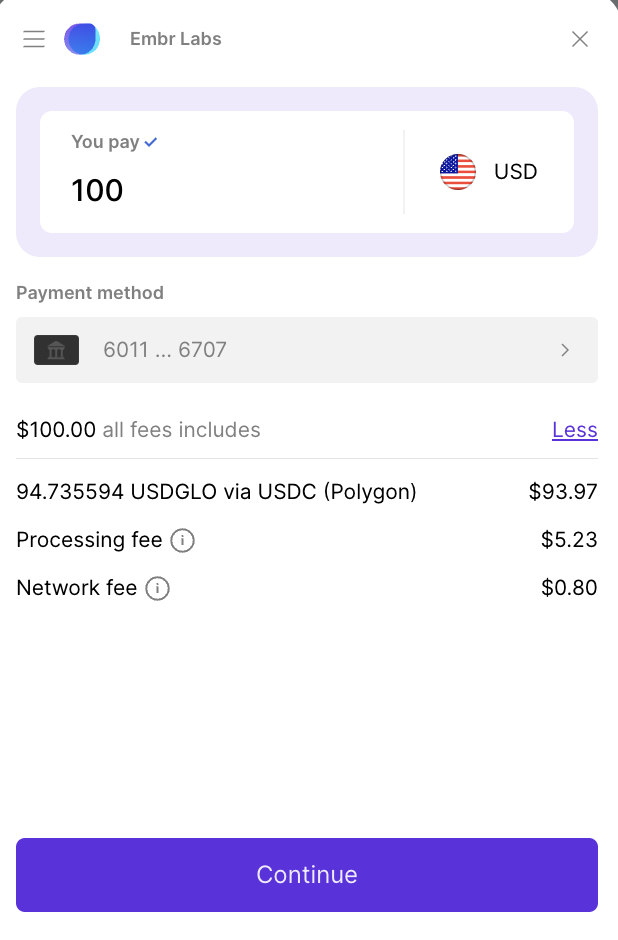 Embr Labs
You pay
100
USD
Payment method
6011 ... 6707
$100.00 all fees includes Less
94.735594 USDGLO via USDC (Polygon) $93.97
Processing fee $5.23
Network fee $0.80
Continue